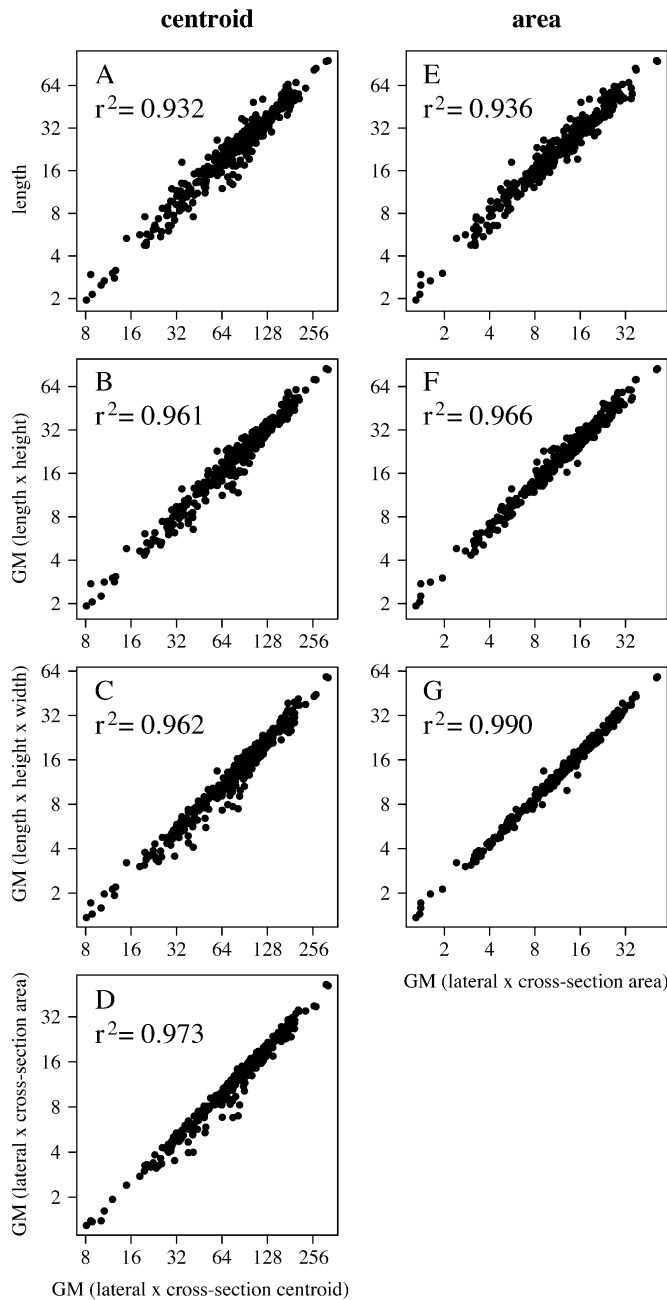 centroid
area
A
r²= 0.932
length
64
32
16
8
4
2
8 16 32 64 128 256
E
r²= 0.936
64
32
16
8
4
2
2 4 8 16 32
B
r²= 0.961
GM (length x height)
64
32
16
8
4
2
8 16 32 64 128 256
F
r²= 0.966
64
32
16
8
4
2
2 4 8 16 32
C
r²= 0.962
GM (length x height x width)
64
32
16
8
4
2
8 16 32 64 128 256
G
r²= 0.990
64
32
16
8
4
2
2 4 8 16 32
GM (lateral x cross-section area)
D
r²= 0.973
GM (lateral x cross-section area)
32
16
8
4
2
8 16 32 64 128 256
GM (lateral x cross-section centroid)